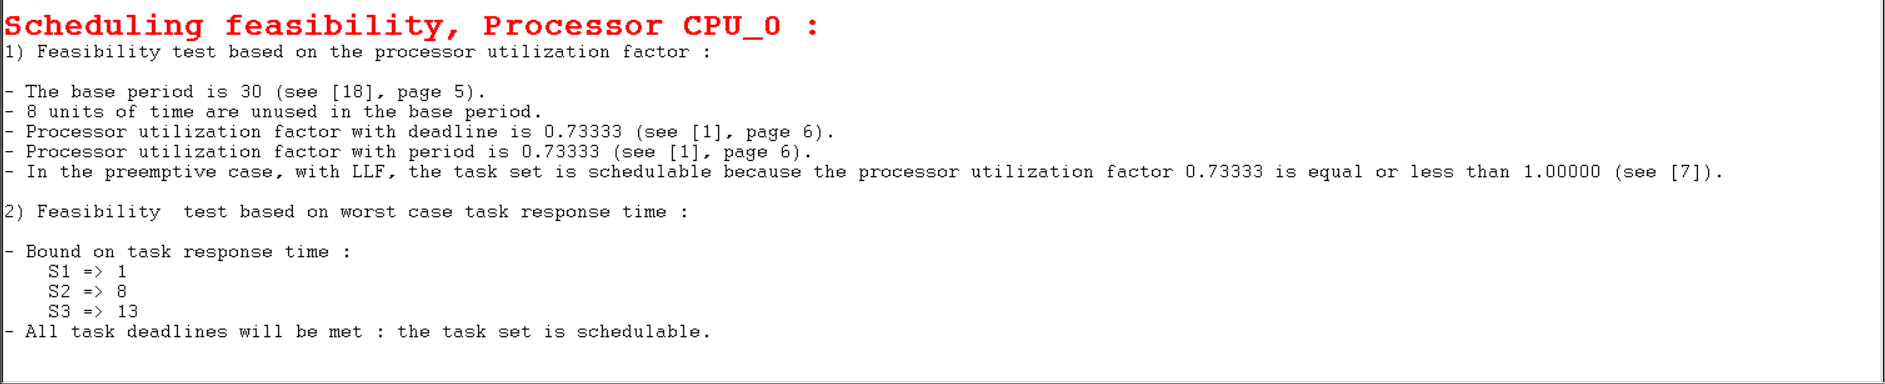 Scheduling feasibility, Processor CPU_0 :
1) Feasibility test based on the processor utilization factor :
- The base period is 30 (see [18], page 5).
- 8 units of time are unused in the base period.
- Processor utilization factor with deadline is 0.73333 (see [1], page 6).
- Processor utilization factor with period is 0.73333 (see [1], page 6).
- In the preemptive case, with LLF, the task set is schedulable because the processor utilization factor 0.73333 is equal or less than 1.00000 (see [7]).
2) Feasibility  test based on worst case task response time :
- Bound on task response time :
S1 => 1
S2 => 8
S3 => 13
- All task deadlines will be met : the task set is schedulable.